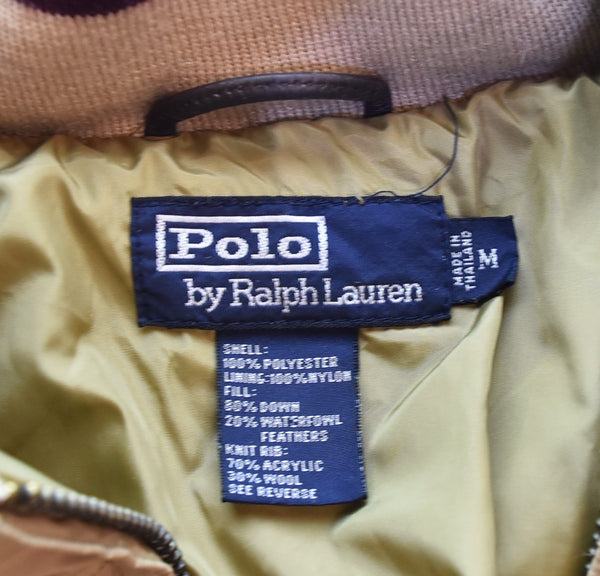 Polo
by Ralph Lauren
MADE IN
THAILAND
M
SHELL:
100% POLYESTER
LINING:100%NYLON
FILL:
80% DOWN
20% WATERFOWL
FEATHERS
KNIT RIB:
70% ACRYLIC
30% WOOL
SEE REVERSE